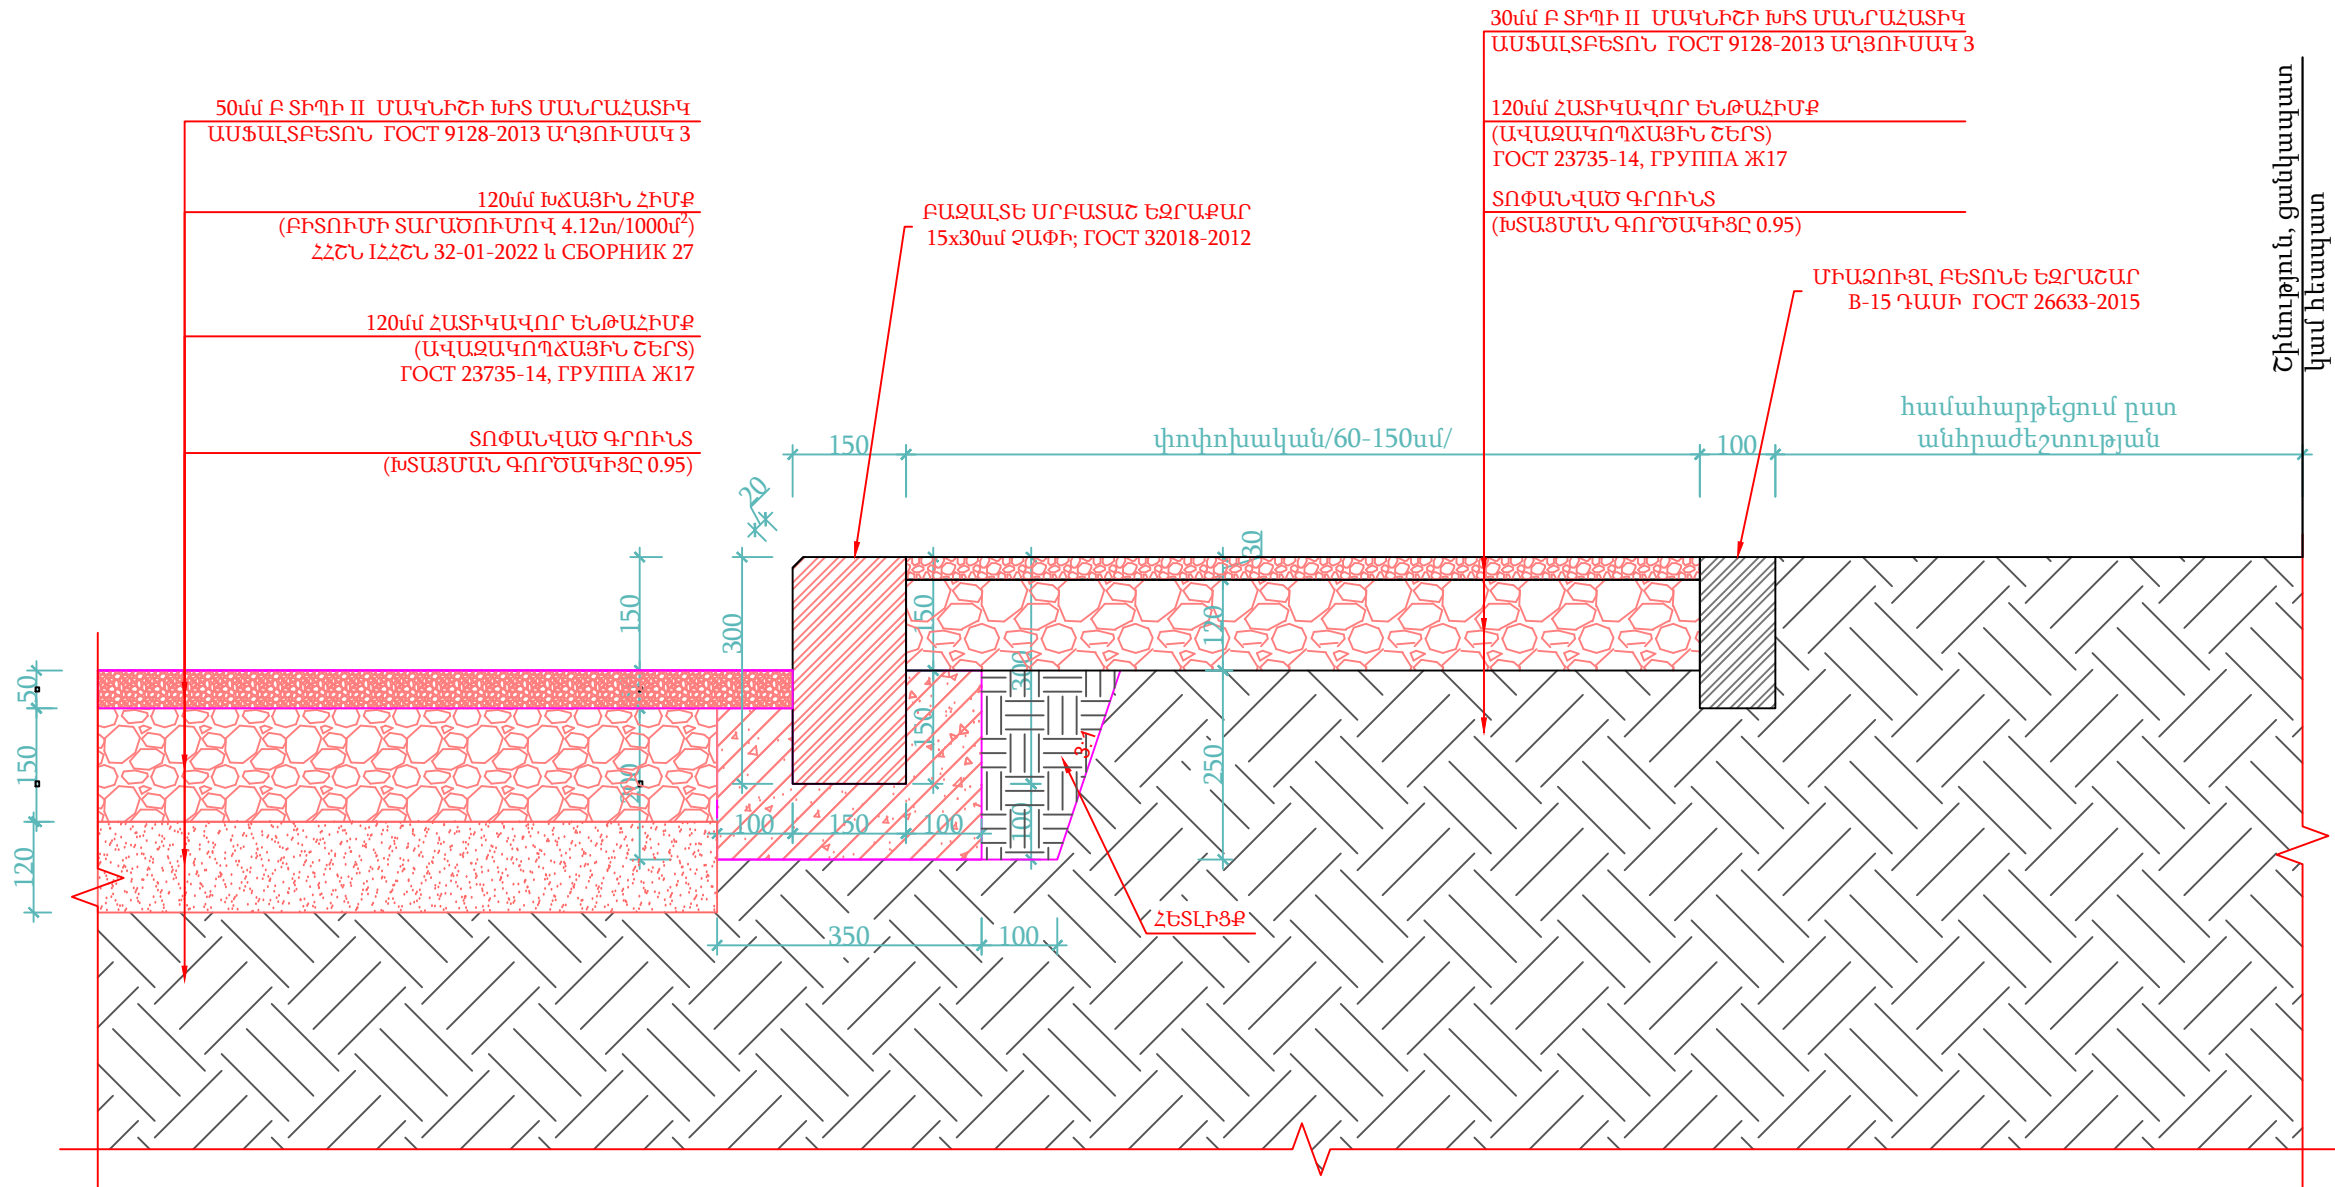 50մմ Բ ՏԻՊԻ II ՄԱԿՆԻՇԻ ԽԻՏ ՄԱՆՐԱՀԱՏԻԿ
ԱՍՖԱԼՏԲԵՏՈՆ ГОСТ 9128-2013 ԱՂՅՈՒՍԱԿ 3
120մմ ԽՃԱՅԻՆ ՀԻՄՔ
(ԲԻՏՈՒՄԻ ՏԱՐԱԾՈՒՄՈՎ 4.12տ/1000մ²)
ՀՀՇՆ IՀՀՇՆ 32-01-2022 և СБОРНИК 27
120մմ ՀԱՏԻԿԱՎՈՐ ԵՆԹԱՀԻՄՔ
(ԱՎԱԶԱԿՈՊՃԱՅԻՆ ՇԵՐՏ)
ГОСТ 23735-14, ГРУППА Ж17
ՏՈՓԱՆՎԱԾ ԳՐՈՒՆՏ
(ԽՏԱՑՄԱՆ ԳՈՐԾԱԿԻՑԸ 0.95)
ԲԱԶԱԼՏԵ ՍՐԲԱՏԱՇ ԵԶՐԱՔԱՐ
15x30սմ ՉԱՓԻ; ГОСТ 32018-2012
30մմ Բ ՏԻՊԻ II ՄԱԿՆԻՇԻ ԽԻՏ ՄԱՆՐԱՀԱՏԻԿ
ԱՍՖԱԼՏԲԵՏՈՆ ГОСТ 9128-2013 ԱՂՅՈՒՍԱԿ 3
120մմ ՀԱՏԻԿԱՎՈՐ ԵՆԹԱՀԻՄՔ
(ԱՎԱԶԱԿՈՊՃԱՅԻՆ ՇԵՐՏ)
ГОСТ 23735-14, ГРУППА Ж17
ՏՈՓԱՆՎԱԾ ԳՐՈՒՆՏ
(ԽՏԱՑՄԱՆ ԳՈՐԾԱԿԻՑԸ 0.95)
ՄԻԱՁՈՒՅԼ ԲԵՏՈՆԵ ԵԶՐԱՇԱՐ
B-15 ԴԱՍԻ ГОСТ 26633-2015
Շինություն, ցանկապատ
կամ հենապատ
համահարթեցում ըստ
անհրաժեշտության
150
փոփոխական/60-150սմ/
100
20
30
150
300
150
120
300
50
150
150
200
250
100
150
100
100
120
3:1
ՀԵՏԼԻՑՔ
350
100